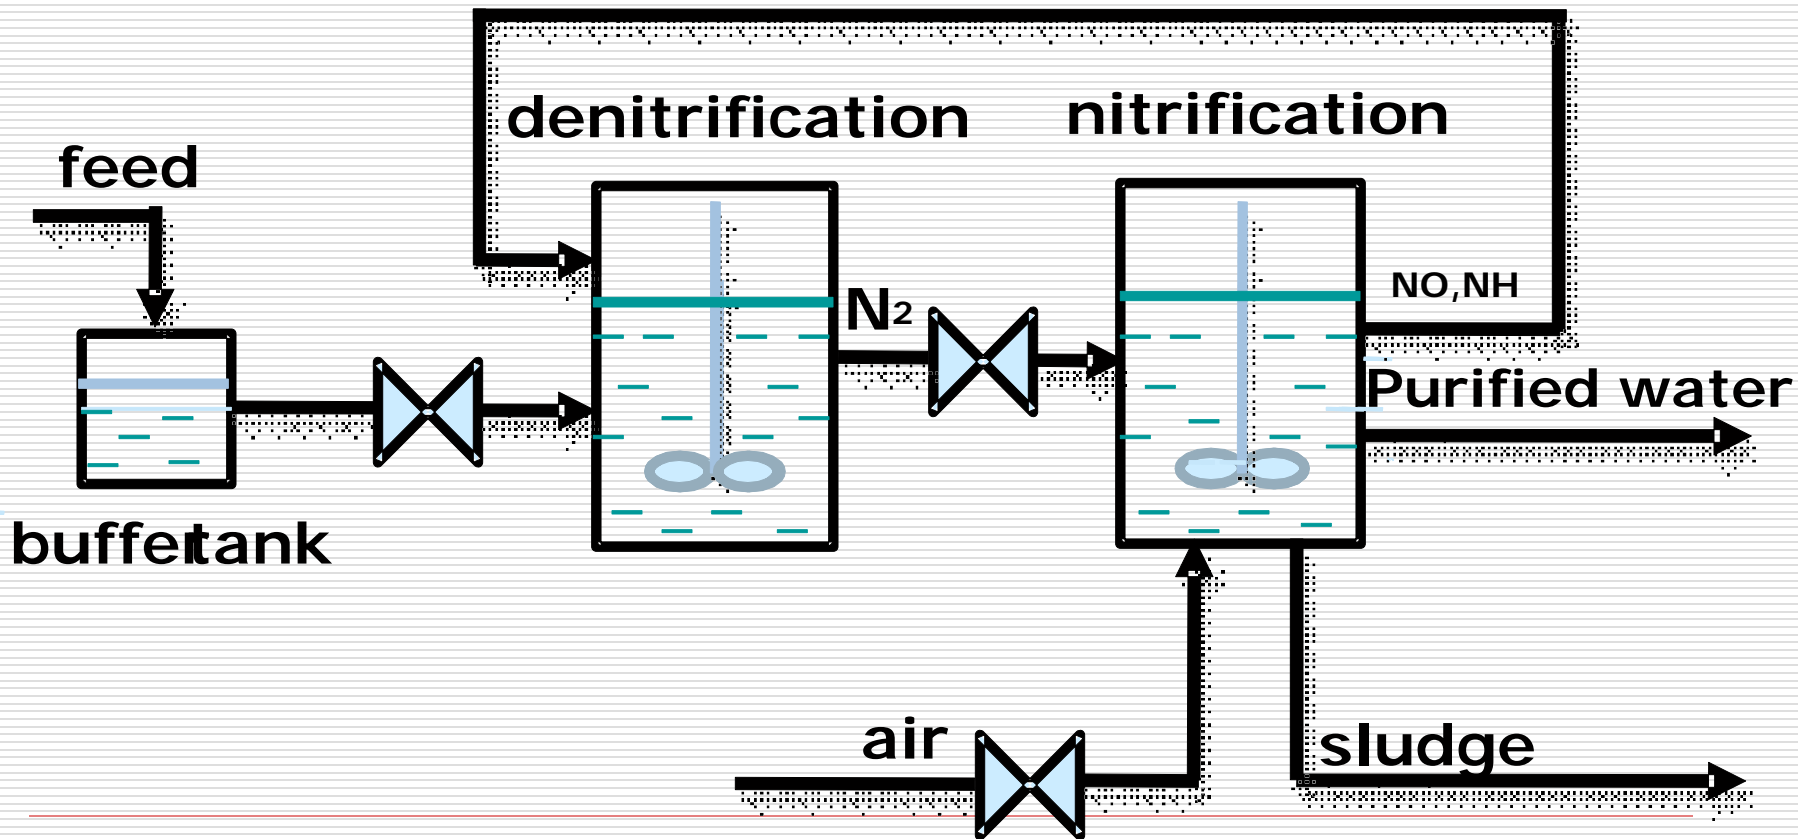 denitrification
nitrification
feed
NO,NH
N2
Purified water
buffertank
air
sludge